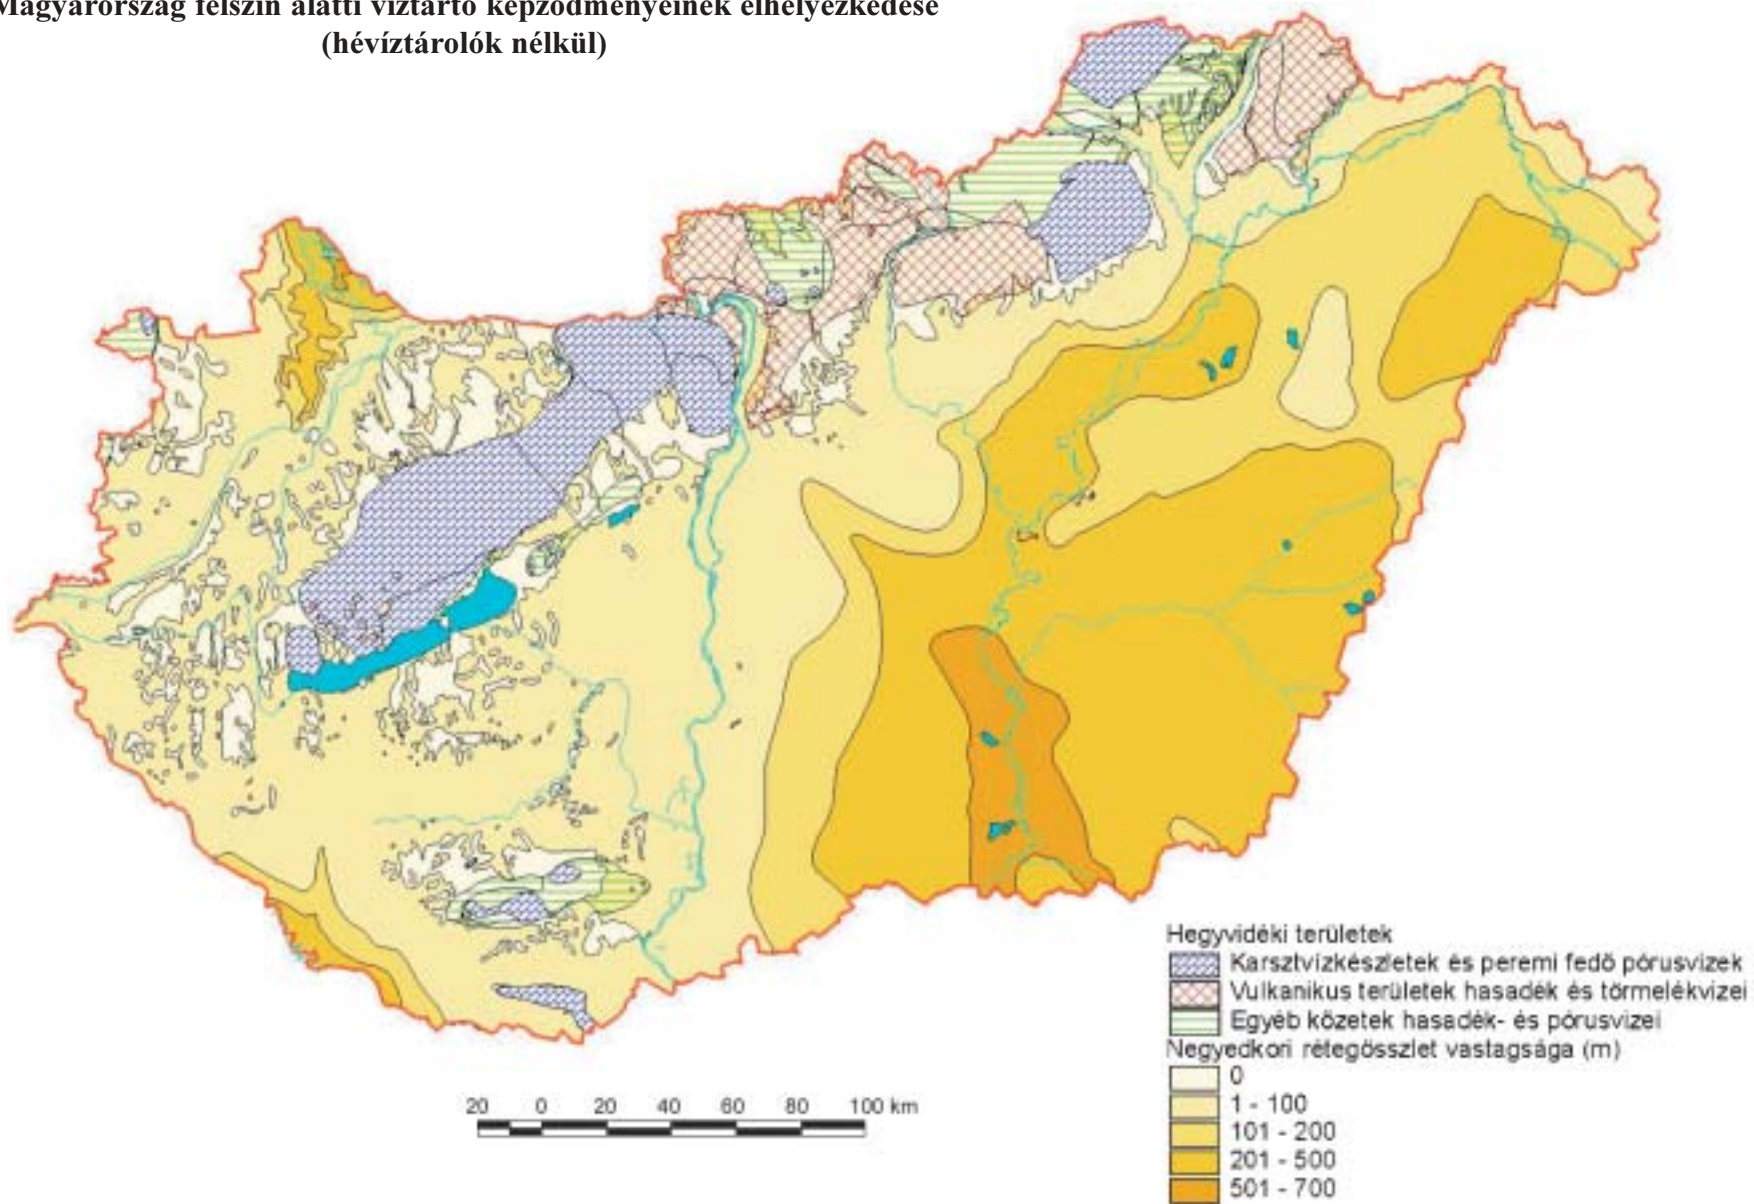 Magyarország felszín alatti víztartó képződményeinek elhelyezkedése
(hévíztárolók nélkül)
Hegyvidéki területek
Karsztvízkészletek és peremi fedő pórusvizek
Vulkanikus területek hasadék és törmelékvizei
Egyéb kőzetek hasadék- és pórusvizei
Negyedkori rétegösszlet vastagsága (m)
0
1 - 100
101 - 200
201 - 500
501 - 700
20 0 20 40 60 80 100 km